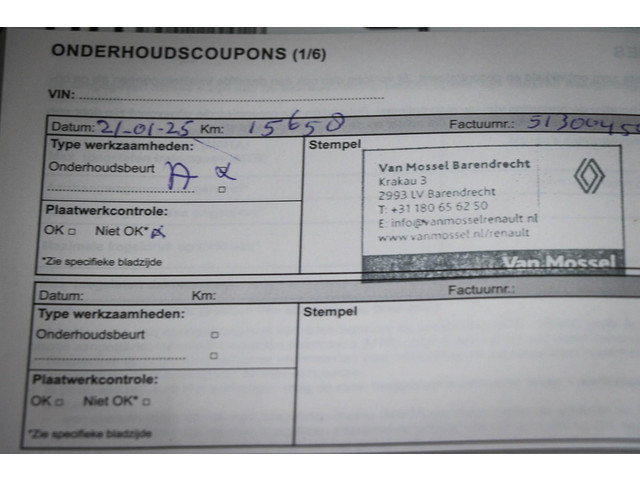 ONDERHOUDSCOUPONS (1/6)
VIN:
Datum: 21-01-25 Km: 15658 Factuurnr.:
Type werkzaamheden:
Stempel
Onderhoudsbeurt A
Plaatwerkcontrole:
OK □ Niet OK*
*Zie specifieke bladzijde
Van Mossel Barendrecht
Krakau 3
2993 LV Barendrecht
T: +31 180 65 62 50
E: info@vanmosselrenault.nl
www.vanmossel.nl/renault
Van Mossel
Datum: Km: Factuurnr.:
Type werkzaamheden:
Stempel
Onderhoudsbeurt □
□
Plaatwerkcontrole:
OK □ Niet OK* □
*Zie specifieke bladzijde